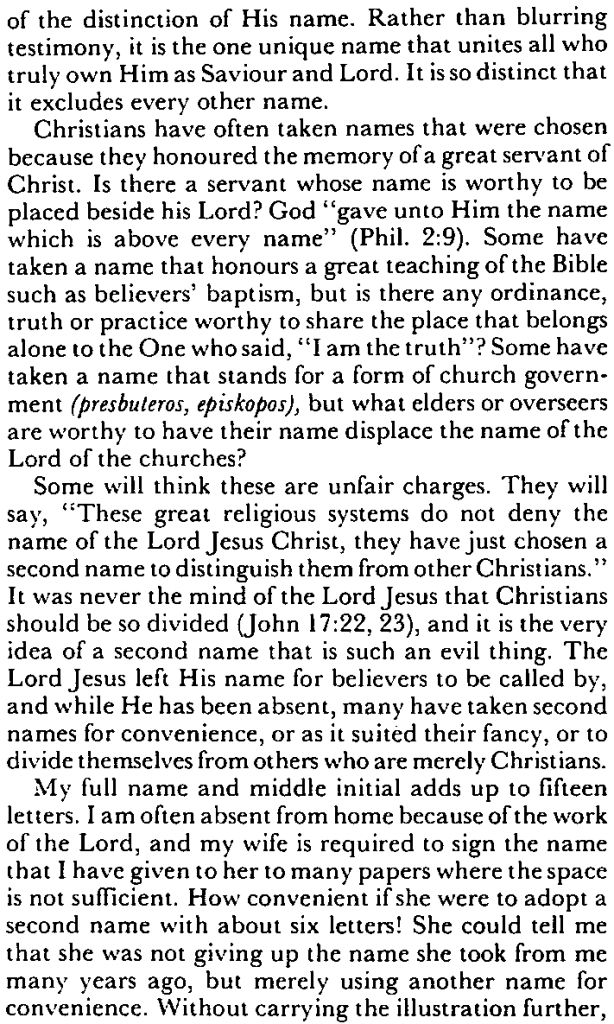 of the distinction of His name. Rather than blurring
testimony, it is the one unique name that unites all who
truly own Him as Saviour and Lord. It is so distinct that
it excludes every other name.
Christians have often taken names that were chosen
because they honoured the memory of a great servant of
Christ. Is there a servant whose name is worthy to be
placed beside his Lord? God “gave unto Him the name
which is above every name” (Phil. 2:9). Some have
taken a name that honours a great teaching of the Bible
such as believers’ baptism, but is there any ordinance,
truth or practice worthy to share the place that belongs
alone to the One who said, “I am the truth”? Some have
taken a name that stands for a form of church govern-
ment (presbuteros, episkopos), but what elders or overseers
are worthy to have their name displace the name of the
Lord of the churches?
Some will think these are unfair charges. They will
say, “These great religious systems do not deny the
name of the Lord Jesus Christ, they have just chosen a
second name to distinguish them from other Christians.”
It was never the mind of the Lord Jesus that Christians
should be so divided (John 17:22, 23), and it is the very
idea of a second name that is such an evil thing. The
Lord Jesus left His name for believers to be called by,
and while He has been absent, many have taken second
names for convenience, or as it suited their fancy, or to
divide themselves from others who are merely Christians.
My full name and middle initial adds up to fifteen
letters. I am often absent from home because of the work
of the Lord, and my wife is required to sign the name
that I have given to her to many papers where the space
is not sufficient. How convenient if she were to adopt a
second name with about six letters! She could tell me
that she was not giving up the name she took from me
many years ago, but merely using another name for
convenience. Without carrying the illustration further,